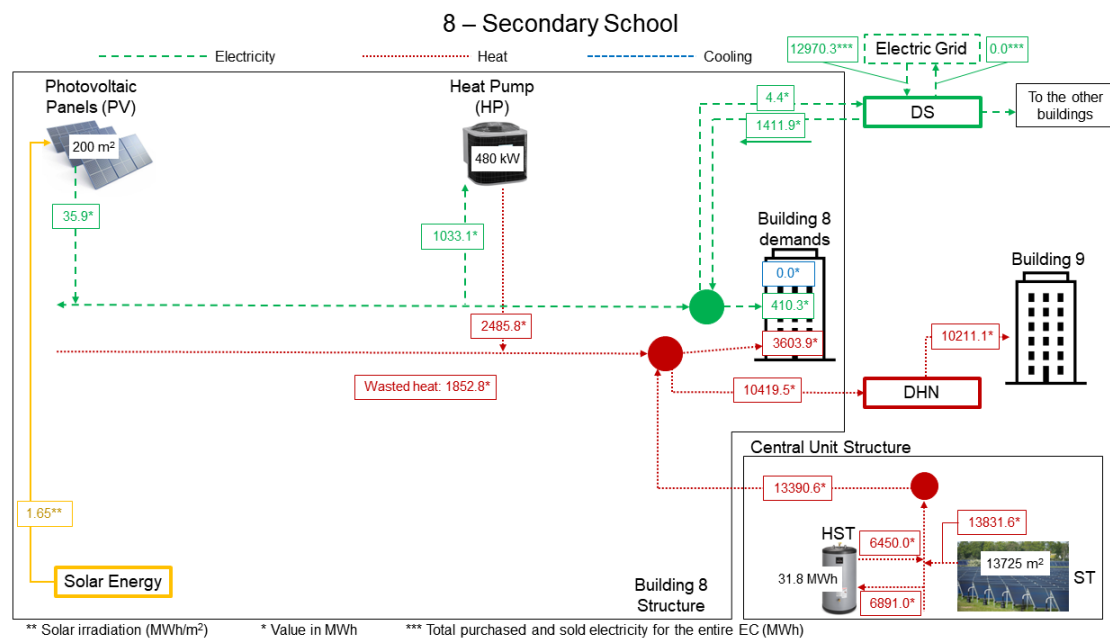 8 – Secondary School
Electricity
Heat
Cooling
12970.3***
Electric Grid
0.0***
Photovoltaic
Panels (PV)
Heat Pump
(HP)
4.4*
DS
To the other
buildings
1411.9*
200 m²
480 kW
35.9*
1033.1*
Building 8
demands
Building 9
0.0*
410.3*
2485.8*
3603.9*
10211.1*
Wasted heat: 1852.8*
10419.5*
DHN
Central Unit Structure
13390.6*
1.65**
13831.6*
HST
6450.0*
13725 m²
ST
31.8 MWh
6891.0*
Solar Energy
Building 8
Structure
** Solar irradiation (MWh/m²)
* Value in MWh
*** Total purchased and sold electricity for the entire EC (MWh)